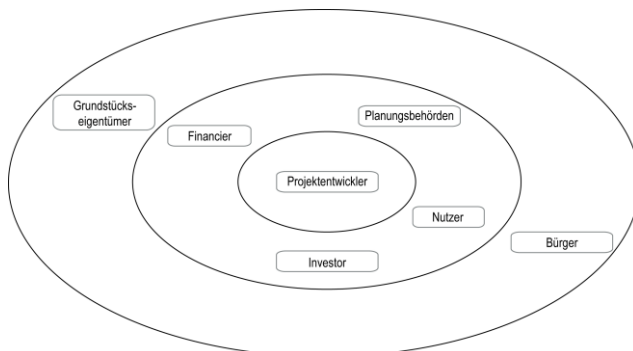 Grundstücks-
eigentümer
Planungsbehörden
Financier
Projektentwickler
Nutzer
Bürger
Investor